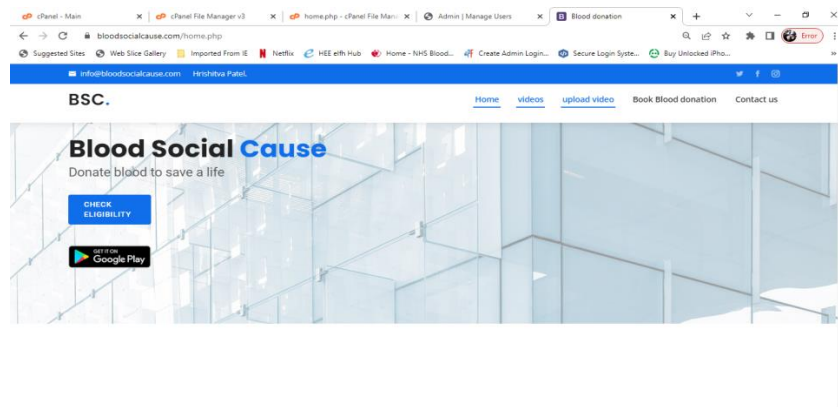 cPanel - Main
cPanel File Manager v3
home.php - cPanel File Man
Admin | Manage Users
Blood donation
bloodsocialcause.com/home.php
Error
Suggested Sites
Web Slice Gallery
Imported From IE
Netflix
HEE elfh Hub
Home - NHS Blood...
Create Admin Login...
Secure Login Syste...
Buy Unlocked iPho...
info@bloodsocialcause.com Hrishitva Patel.
BSC.
Home videos upload video Book Blood donation Contact us
Blood Social Cause
Donate blood to save a life
CHECK
ELIGIBILITY
GET IT ON
Google Play